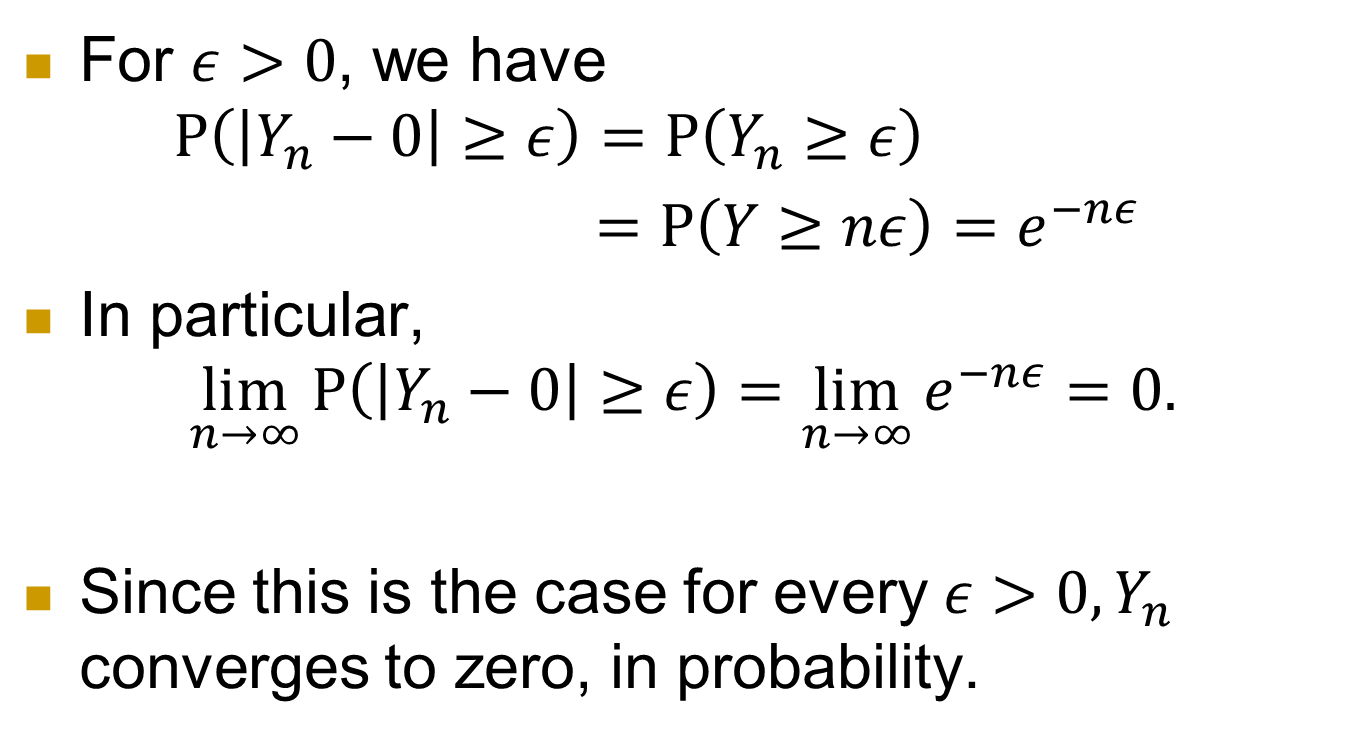 For ϵ > 0, we have
P(|Yₙ − 0| ≥ ϵ) = P(Yₙ ≥ ϵ)
= P(Y ≥ nϵ) = e^{−nϵ}
In particular,
lim_{n→∞} P(|Yₙ − 0| ≥ ϵ) = lim_{n→∞} e^{−nϵ} = 0.
Since this is the case for every ϵ > 0, Yₙ
converges to zero, in probability.